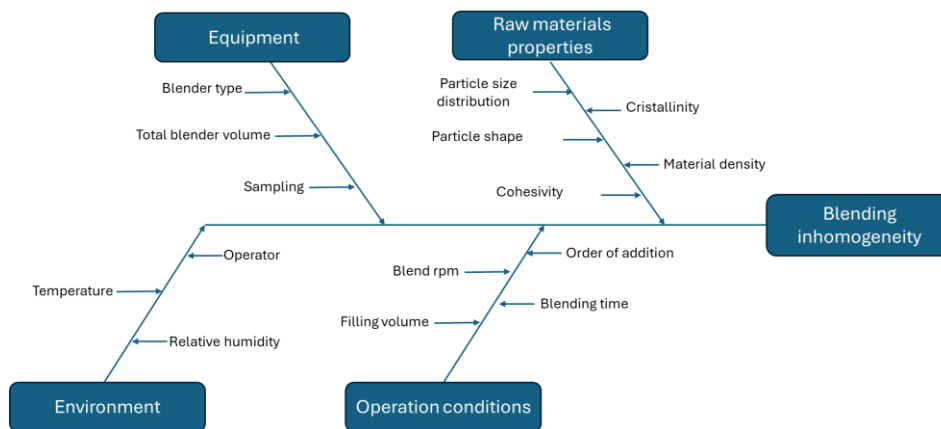 Equipment
Raw materials
properties
Blender type
Total blender volume
Sampling
Particle size
distribution
Cristallinity
Particle shape
Material density
Cohesivity
Blending
inhomogeneity
Operator
Temperature
Relative humidity
Order of addition
Blend rpm
Blending time
Filling volume
Environment
Operation conditions